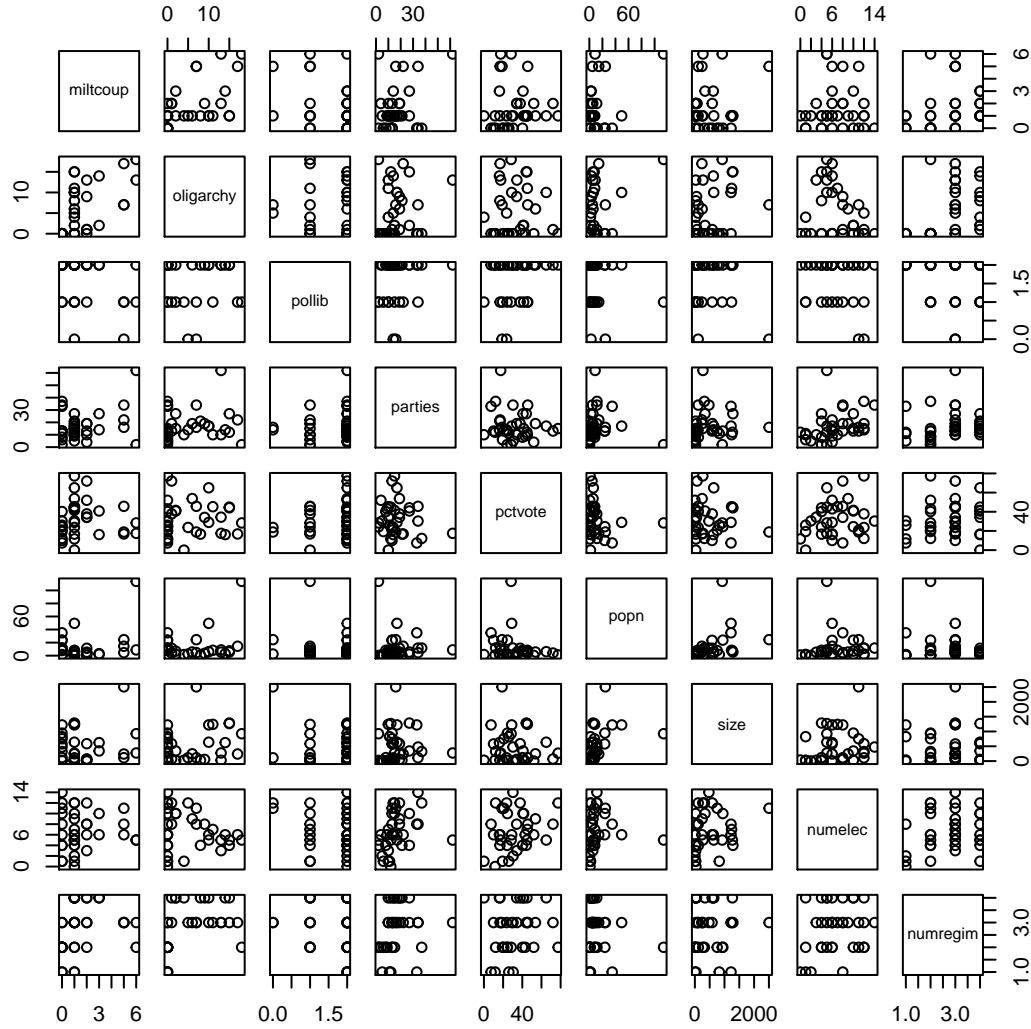 0 10 0 30 0 60 0 6 14
miltcoup 0 3 6
0 10 oligarchy
pollib 0.0 1.5
0 30 parties
pctvote 0 40
0 60 popn
size 0 2000
0 6 14 numelec
numregim 1.0 3.0
0 3 6 0.0 1.5 0 40 0 2000 1.0 3.0